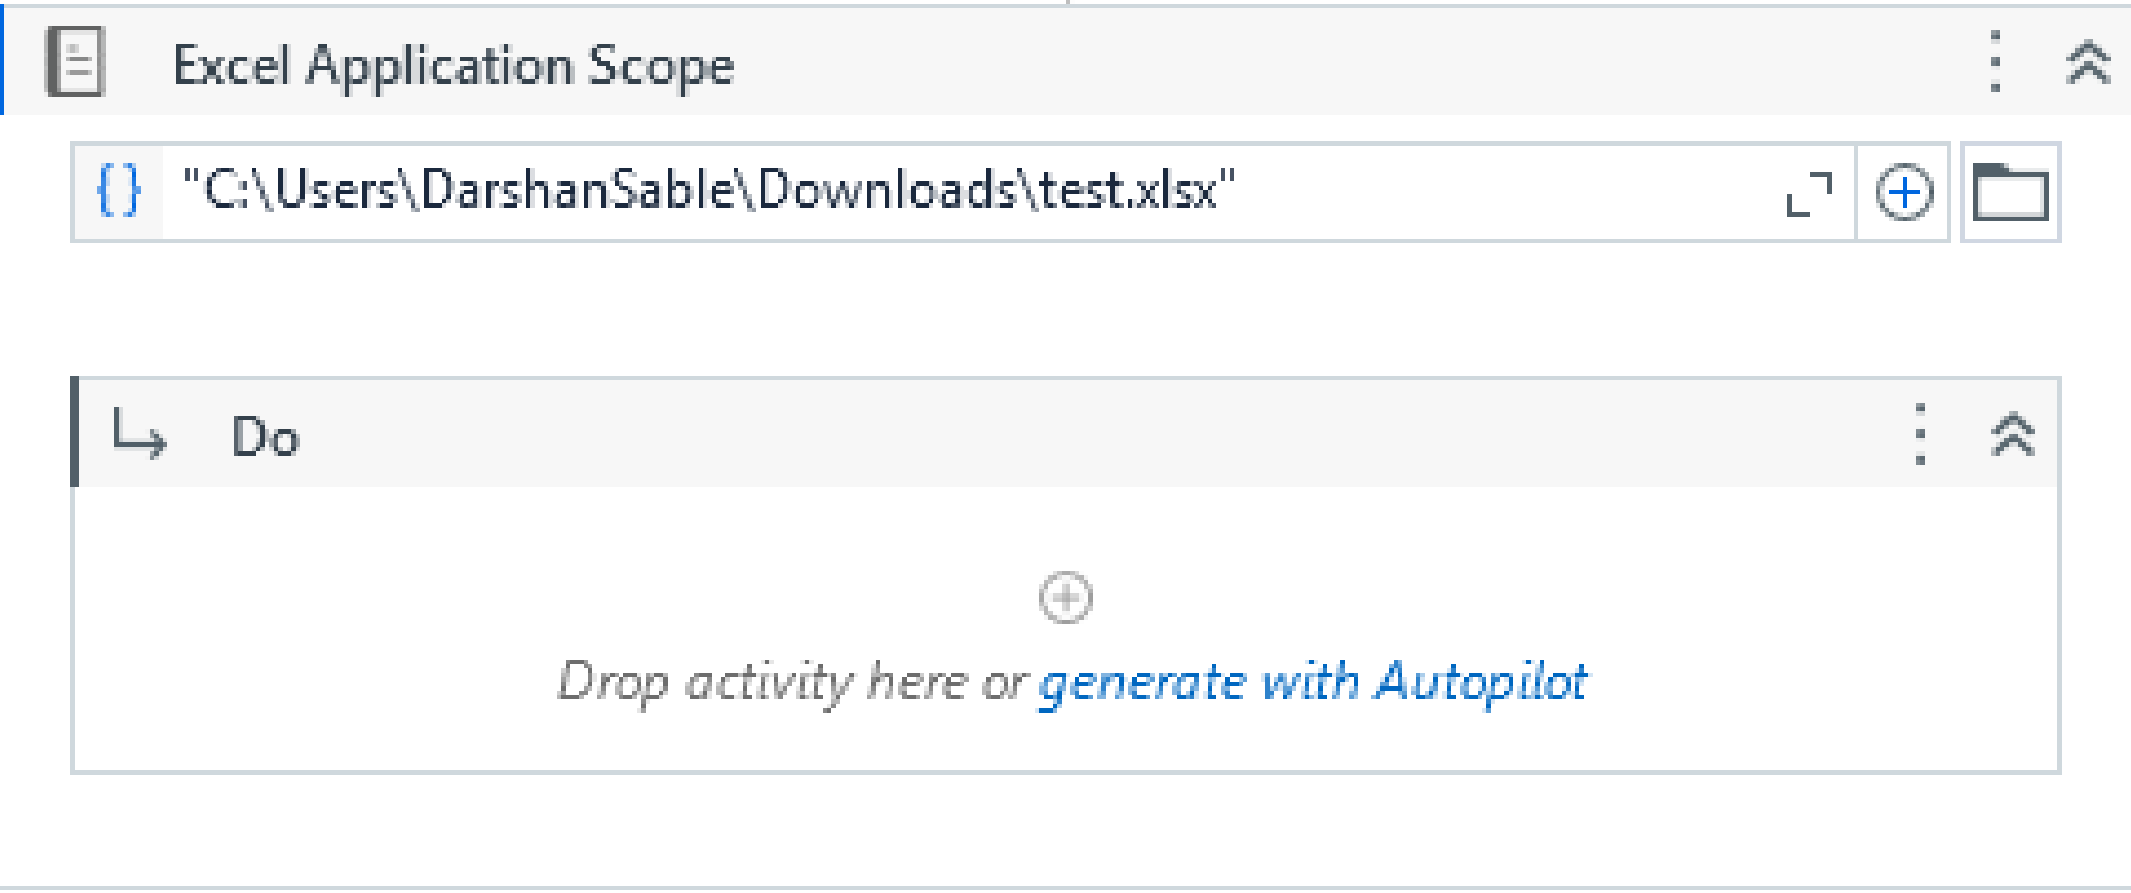 Excel Application Scope
{} "C:\Users\DarshanSable\Downloads\test.xlsx"
Do
Drop activity here or generate with Autopilot